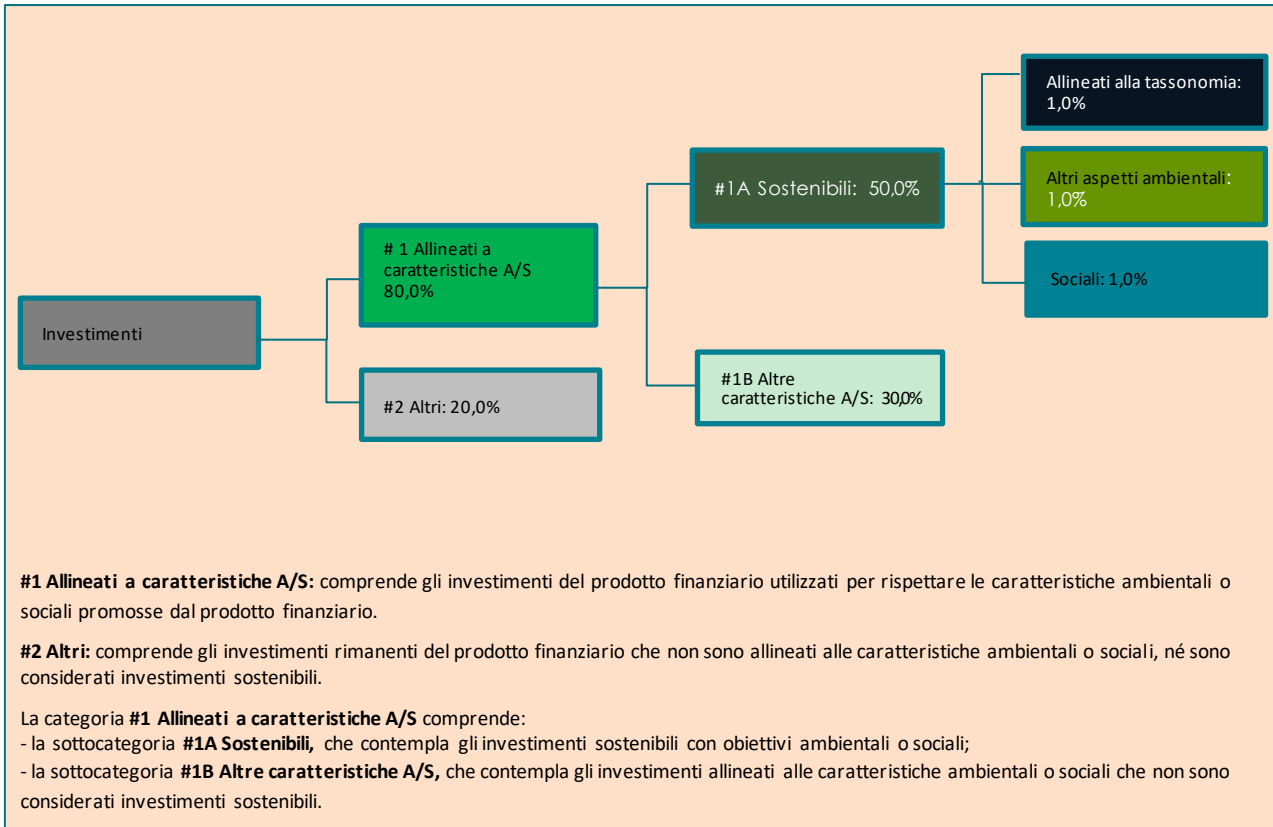 Allineati alla tassonomia:
1,0%
#1A Sostenibili: 50,0%
Altri aspetti ambientali:
1,0%
# 1 Allineati a
caratteristiche A/S
80,0%
Sociali: 1,0%
Investimenti
#1B Altre
caratteristiche A/S: 30,0%
#2 Altri: 20,0%
#1 Allineati a caratteristiche A/S: comprende gli investimenti del prodotto finanziario utilizzati per rispettare le caratteristiche ambientali o
sociali promosse dal prodotto finanziario.
#2 Altri: comprende gli investimenti rimanenti del prodotto finanziario che non sono allineati alle caratteristiche ambientali o sociali, né sono
considerati investimenti sostenibili.
La categoria #1 Allineati a caratteristiche A/S comprende:
- la sottocategoria #1A Sostenibili, che contempla gli investimenti sostenibili con obiettivi ambientali o sociali;
- la sottocategoria #1B Altre caratteristiche A/S, che contempla gli investimenti allineati alle caratteristiche ambientali o sociali che non sono
considerati investimenti sostenibili.